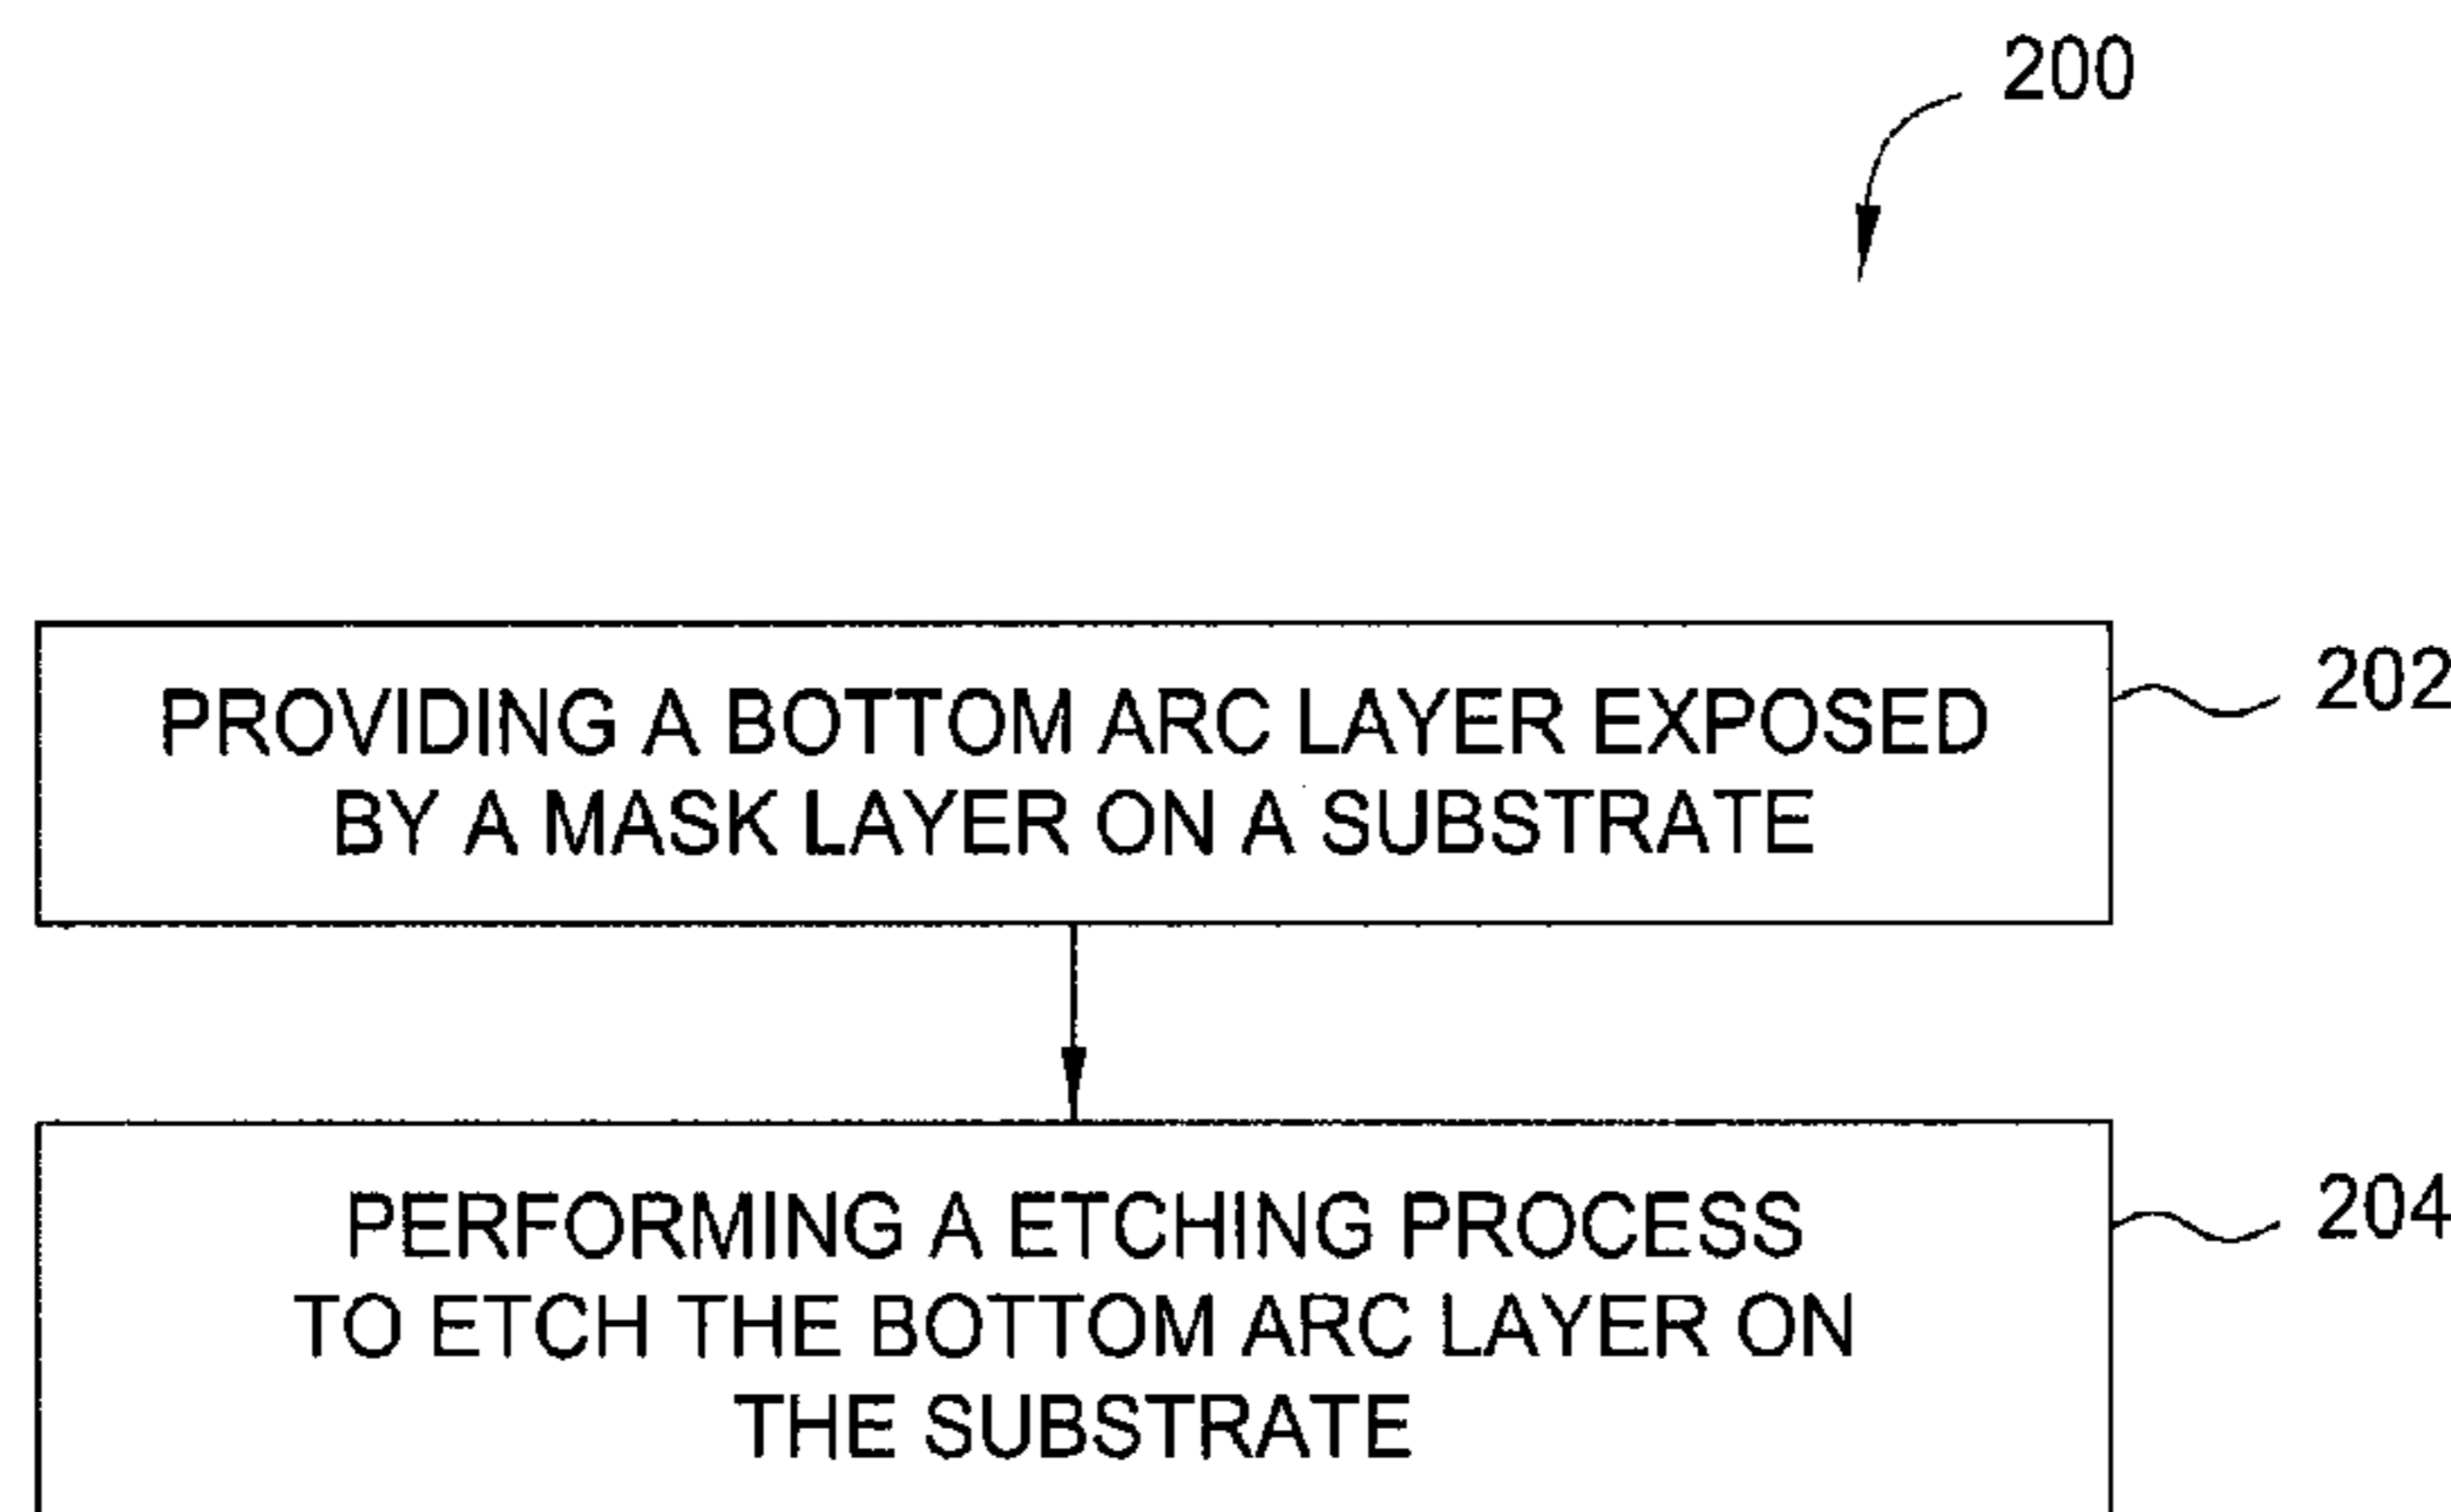 200
PROVIDING A BOTTOM ARC LAYER EXPOSED
BY A MASK LAYER ON A SUBSTRATE
202
PERFORMING A ETCHING PROCESS
TO ETCH THE BOTTOM ARC LAYER ON
THE SUBSTRATE
204